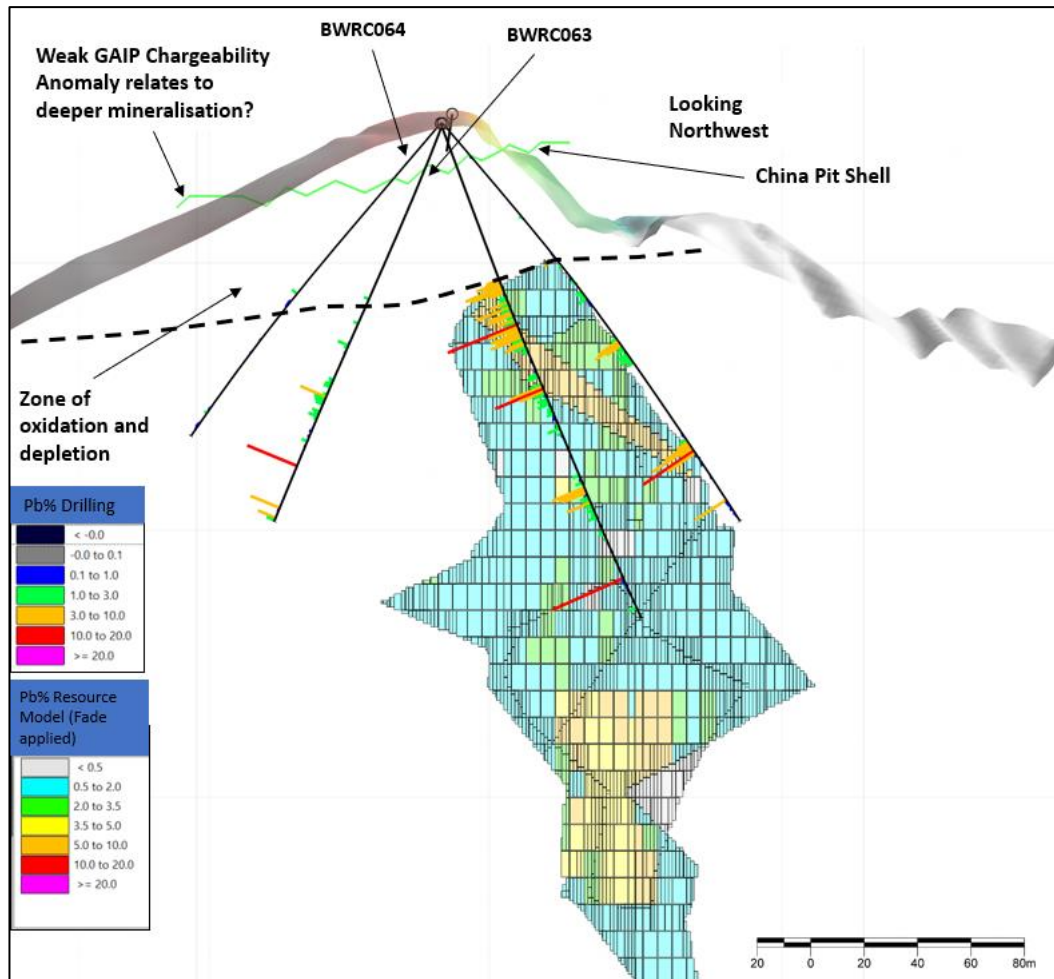 BWRC064
BWRC063
Weak GAIP Chargeability
Anomaly relates to
deeper mineralisation?
Looking
Northwest
China Pit Shell
Zone of
oxidation and
depletion
Pb% Drilling
< -0.0
-0.0 to 0.1
0.1 to 1.0
1.0 to 3.0
3.0 to 10.0
10.0 to 20.0
>= 20.0
Pb% Resource
Model (Fade
applied)
< 0.5
0.5 to 2.0
2.0 to 3.5
3.5 to 5.0
5.0 to 10.0
10.0 to 20.0
>= 20.0
20 0 20 40 60 80m